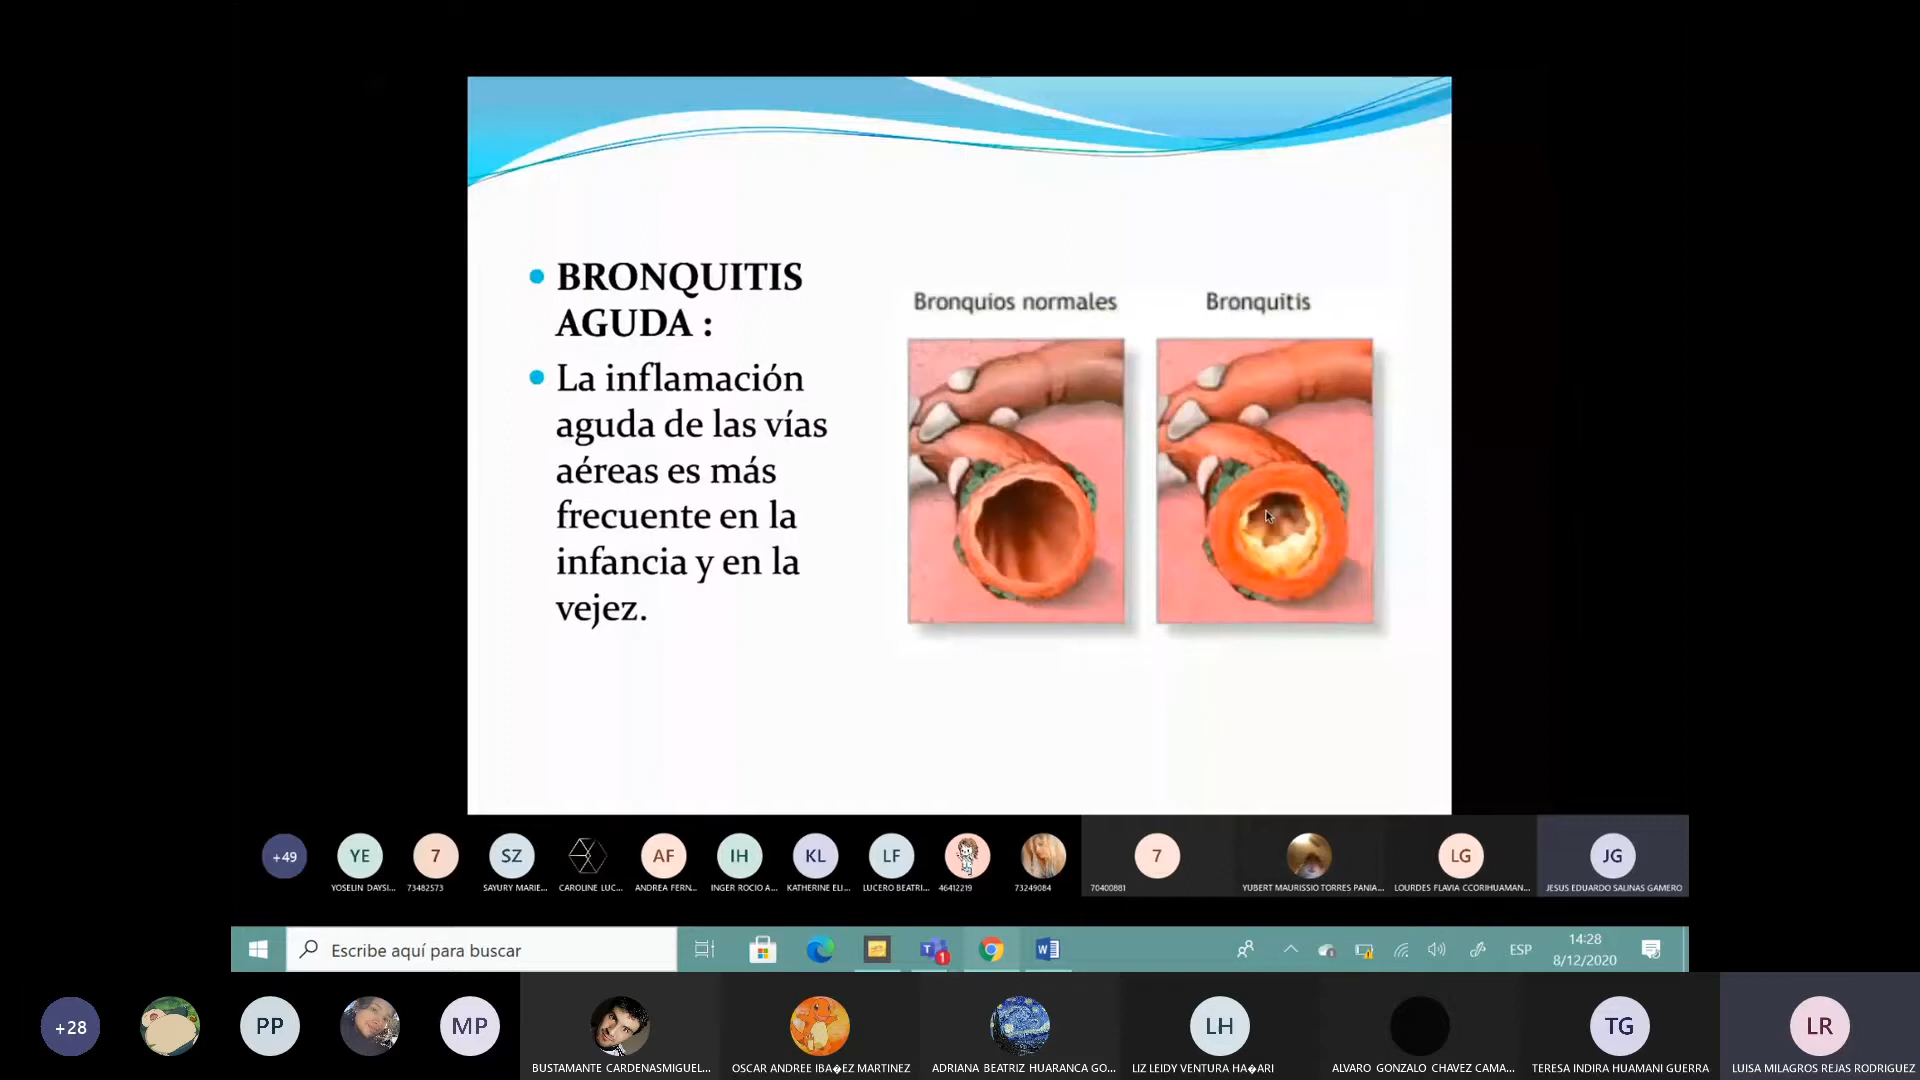 BRONQUITIS
AGUDA :
La inflamación
aguda de las vías
aéreas es más
frecuente en la
infancia y en la
vejez.
Bronquios normales
Bronquitis
+49
YE
YOSELIN DAYSI...
7
73482573
SZ
SAYURY MARIE...
CAROLINE LUC...
AF
ANDREA FERN...
IH
INGER ROCIO A...
KL
KATHERINE ELI...
LF
LUCERO BEATRI...
46412219
73249084
7
70400881
YUBERT MAURISSIO TORRES PANIA...
LG
LOURDES FLAVIA CCORIHUAMAN...
JG
JESUS EDUARDO SALINAS GAMERO
Escribe aquí para buscar
1
ESP
14:28
8/12/2020
+28
PP
MP
BUSTAMANTE CARDENASMIGUEL...
OSCAR ANDREE IBA�EZ MARTINEZ
ADRIANA BEATRIZ HUARANCA GO...
LH
LIZ LEIDY VENTURA HA�ARI
ALVARO GONZALO CHAVEZ CAMA...
TG
TERESA INDIRA HUAMANI GUERRA
LR
LUISA MILAGROS REJAS RODRIGUEZ